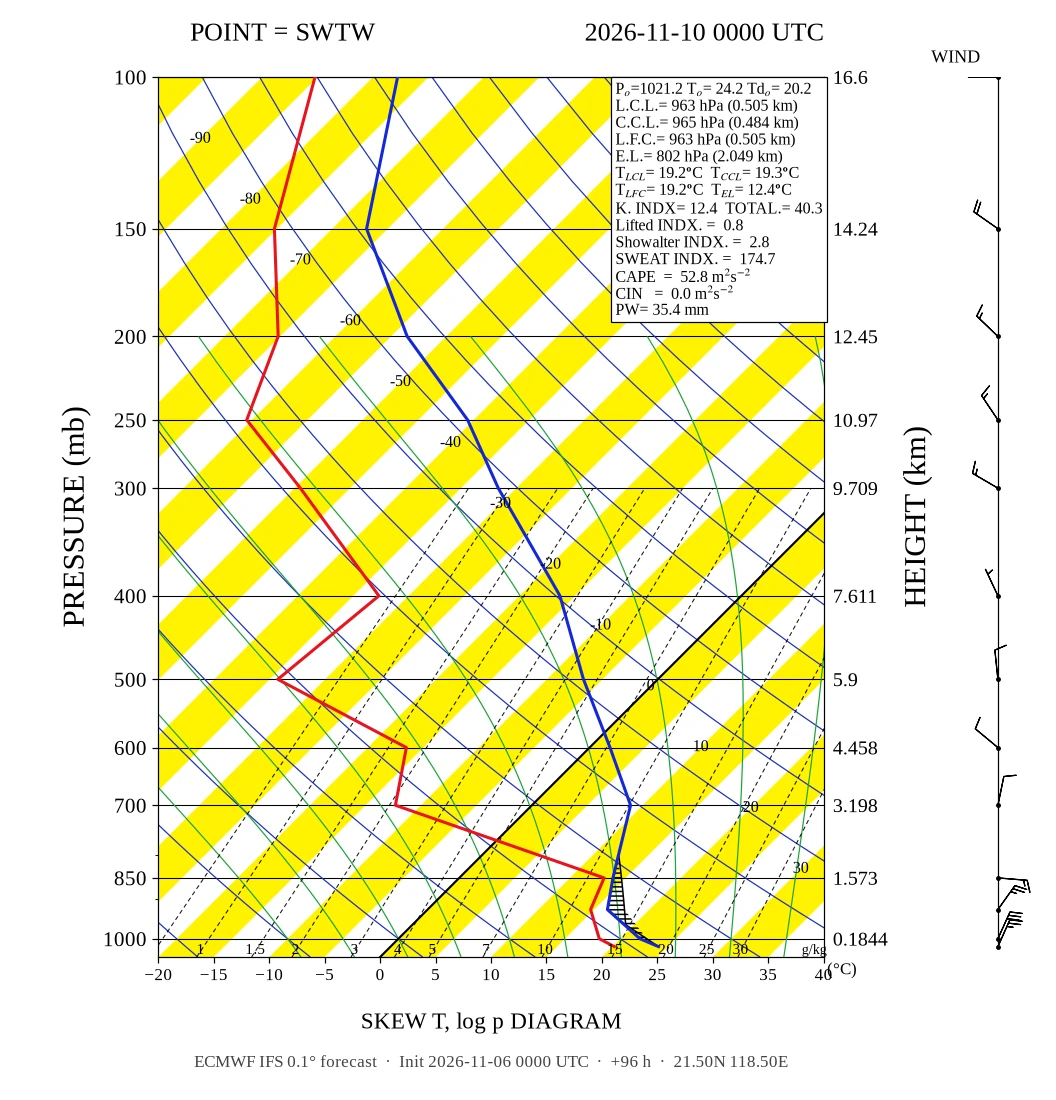 POINT = SWTW 2026-11-10 0000 UTC
WIND
100 16.6
Pₒ=1021.2 Tₒ= 24.2 Tdₒ= 20.2
L.C.L.= 963 hPa (0.505 km)
C.C.L.= 965 hPa (0.484 km)
L.F.C.= 963 hPa (0.505 km)
E.L.= 802 hPa (2.049 km)
T_LCL= 19.2°C T_CCL= 19.3°C
T_LFC= 19.2°C T_EL= 12.4°C
K. INDX= 12.4 TOTAL.= 40.3
Lifted INDX. = 0.8
Showalter INDX. = 2.8
SWEAT INDX. = 174.7
CAPE = 52.8 m²s⁻²
CIN = 0.0 m²s⁻²
PW= 35.4 mm
-90
-80
150 14.24
-70
-60
200 12.45
-50
250 10.97
-40
300 9.709
-30
-20
400 7.611
-10
500 5.9
0
600 4.458
10
700 3.198
20
850 1.573
30
1000 0.1844
1 1.5 2 3 4 5 7 10 15 20 25 30 g/kg
−20 −15 −10 −5 0 5 10 15 20 25 30 35 40
(°C)
PRESSURE (mb)
HEIGHT (km)
SKEW T, log p DIAGRAM
ECMWF IFS 0.1° forecast · Init 2026-11-06 0000 UTC · +96 h · 21.50N 118.50E